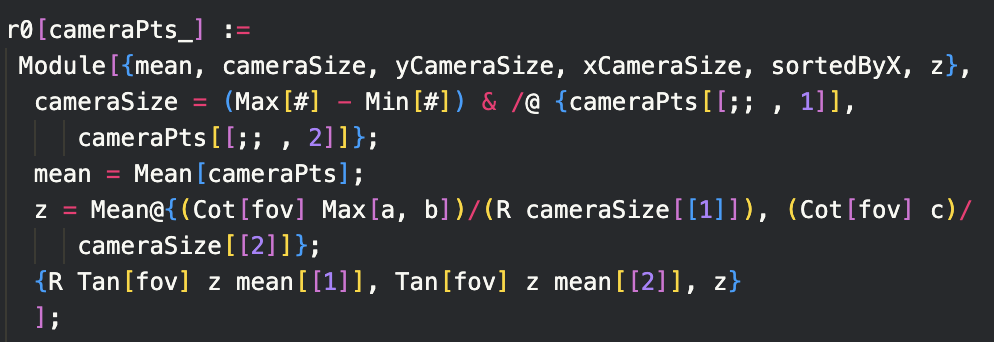 r0[cameraPts_] :=
Module[{mean, cameraSize, yCameraSize, xCameraSize, sortedByX, z},
cameraSize = (Max[#] - Min[#]) & /@ {cameraPts[[;; , 1]],
cameraPts[[;; , 2]]};
mean = Mean[cameraPts];
z = Mean@{(Cot[fov] Max[a, b])/(R cameraSize[[1]]), (Cot[fov] c)/
cameraSize[[2]]};
{R Tan[fov] z mean[[1]], Tan[fov] z mean[[2]], z}
];